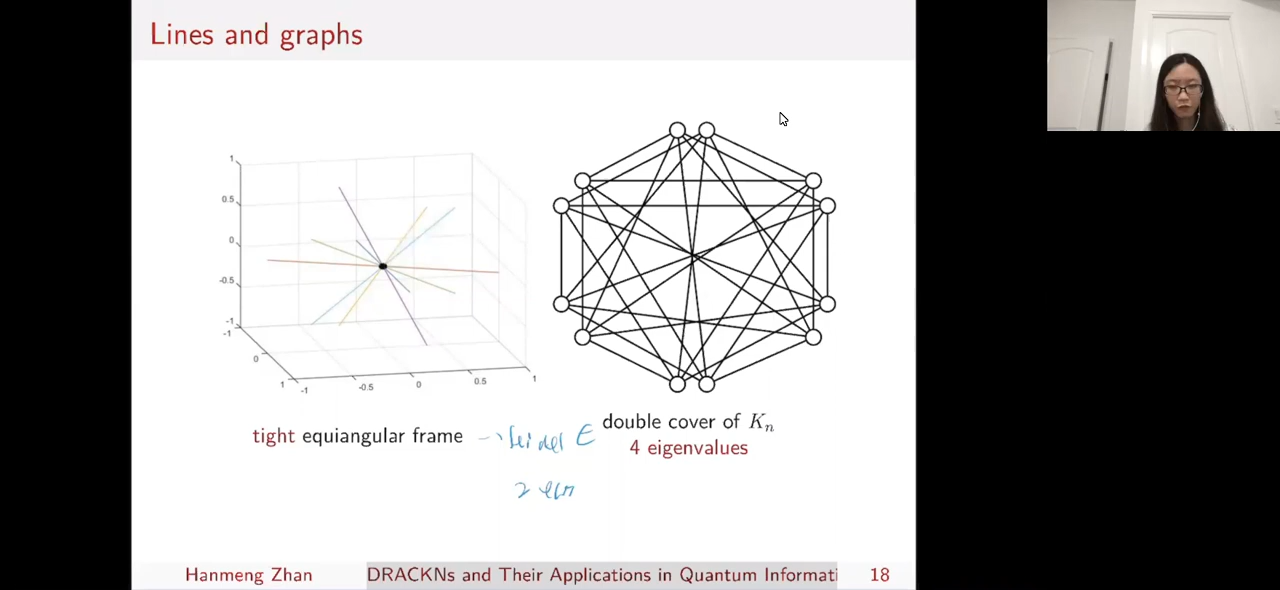 Lines and graphs
1
0.5
0
-0.5
-1
-1
0
1
-1
-0.5
0
0.5
1
tight equiangular frame
→ Seidel E
double cover of Kₙ
4 eigenvalues
2
Hanmeng Zhan DRACKNs and Their Applications in Quantum Informati 18